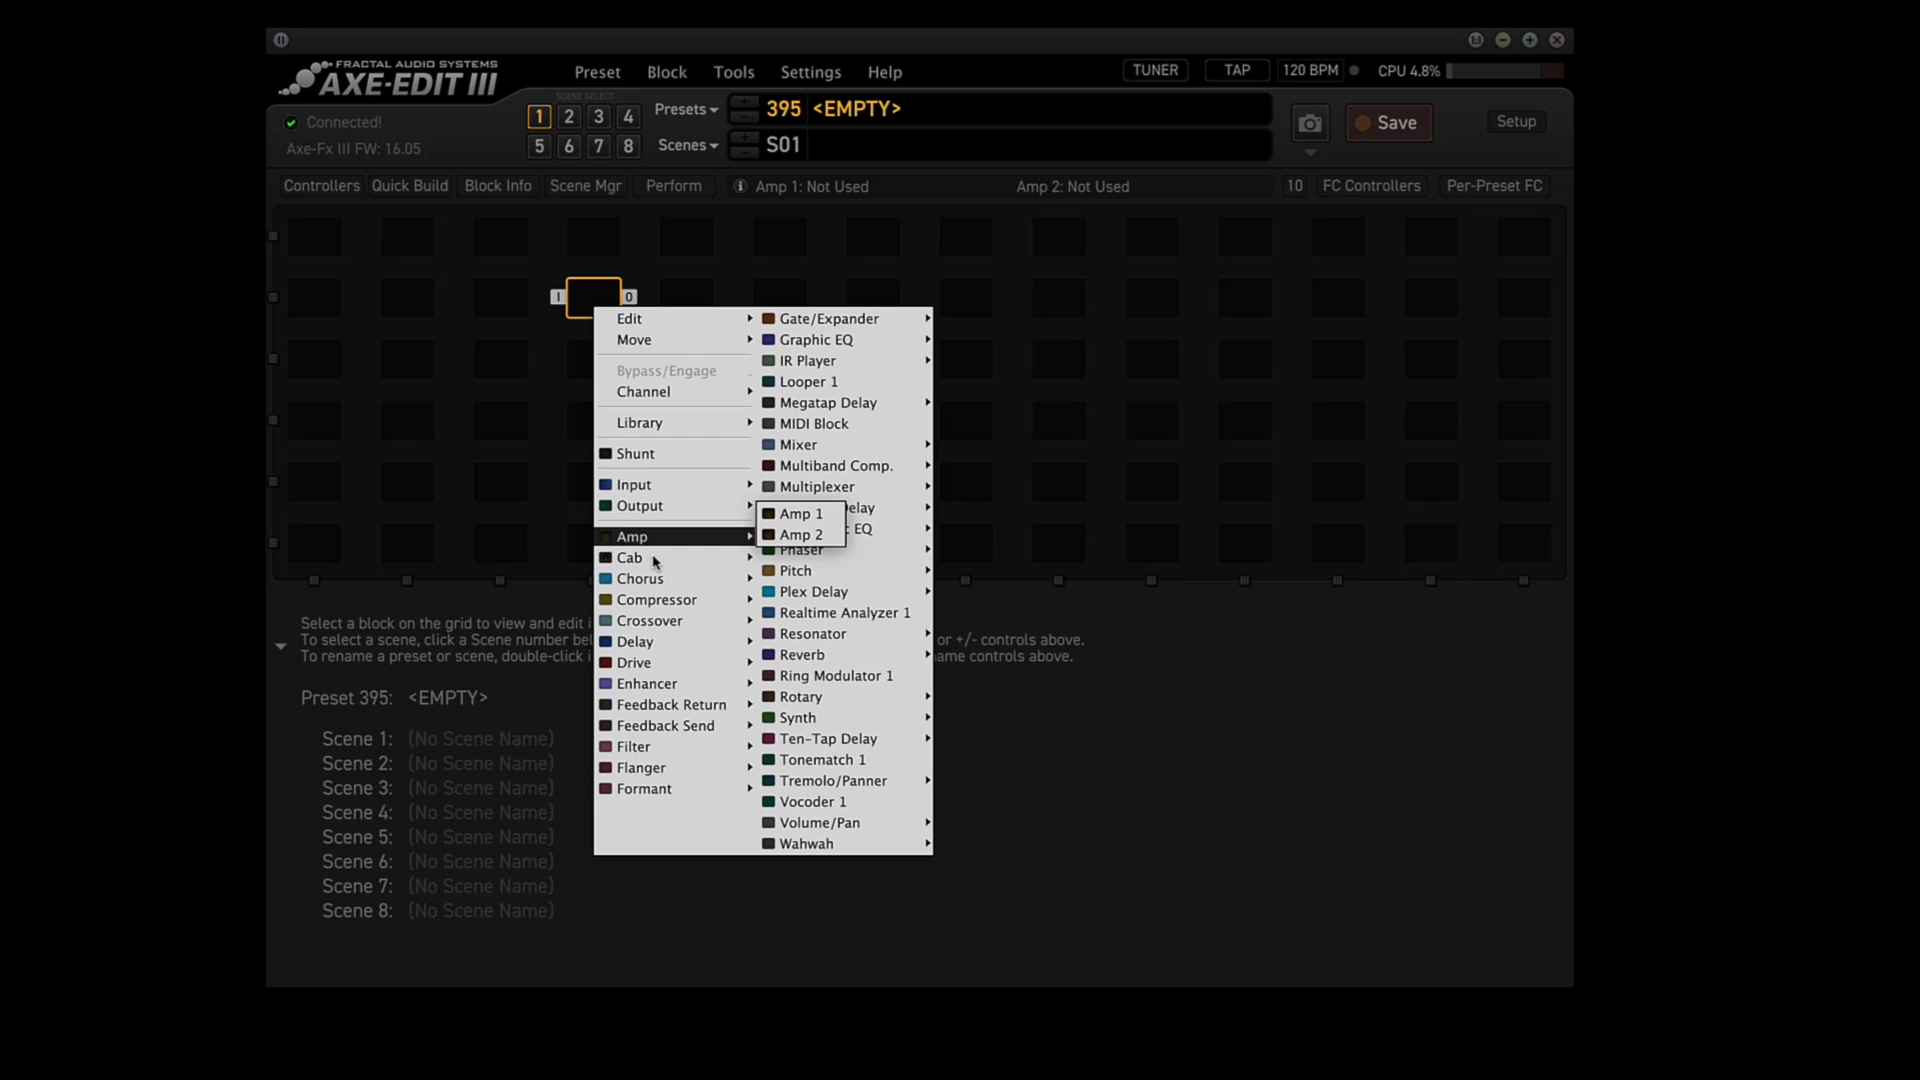 FRACTAL AUDIO SYSTEMS
AXE-EDIT III
Preset Block Tools Settings Help
TUNER TAP 120 BPM CPU 4.8%
SCENE SELECT
1 2 3 4
5 6 7 8
Presets 395 <EMPTY>
Scenes S01
Save
Setup
Connected!
Axe-Fx III FW: 16.05
Controllers Quick Build Block Info Scene Mgr Perform Amp 1: Not Used Amp 2: Not Used 10 FC Controllers Per-Preset FC
I O
Edit
Move
Bypass/Engage
Channel
Library
Shunt
Input
Output
Amp
Cab
Chorus
Compressor
Crossover
Delay
Drive
Enhancer
Feedback Return
Feedback Send
Filter
Flanger
Formant
Gate/Expander
Graphic EQ
IR Player
Looper 1
Megatap Delay
MIDI Block
Mixer
Multiband Comp.
Multiplexer
Amp 1
Amp 2
elay
EQ
Phaser
Pitch
Plex Delay
Realtime Analyzer 1
Resonator
Reverb
Ring Modulator 1
Rotary
Synth
Ten-Tap Delay
Tonematch 1
Tremolo/Panner
Vocoder 1
Volume/Pan
Wahwah
Select a block on the grid to view and edit i
To select a scene, click a Scene number be or +/- controls above.
To rename a preset or scene, double-click i ame controls above.
Preset 395: <EMPTY>
Scene 1: (No Scene Name)
Scene 2: (No Scene Name)
Scene 3: (No Scene Name)
Scene 4: (No Scene Name)
Scene 5: (No Scene Name)
Scene 6: (No Scene Name)
Scene 7: (No Scene Name)
Scene 8: (No Scene Name)